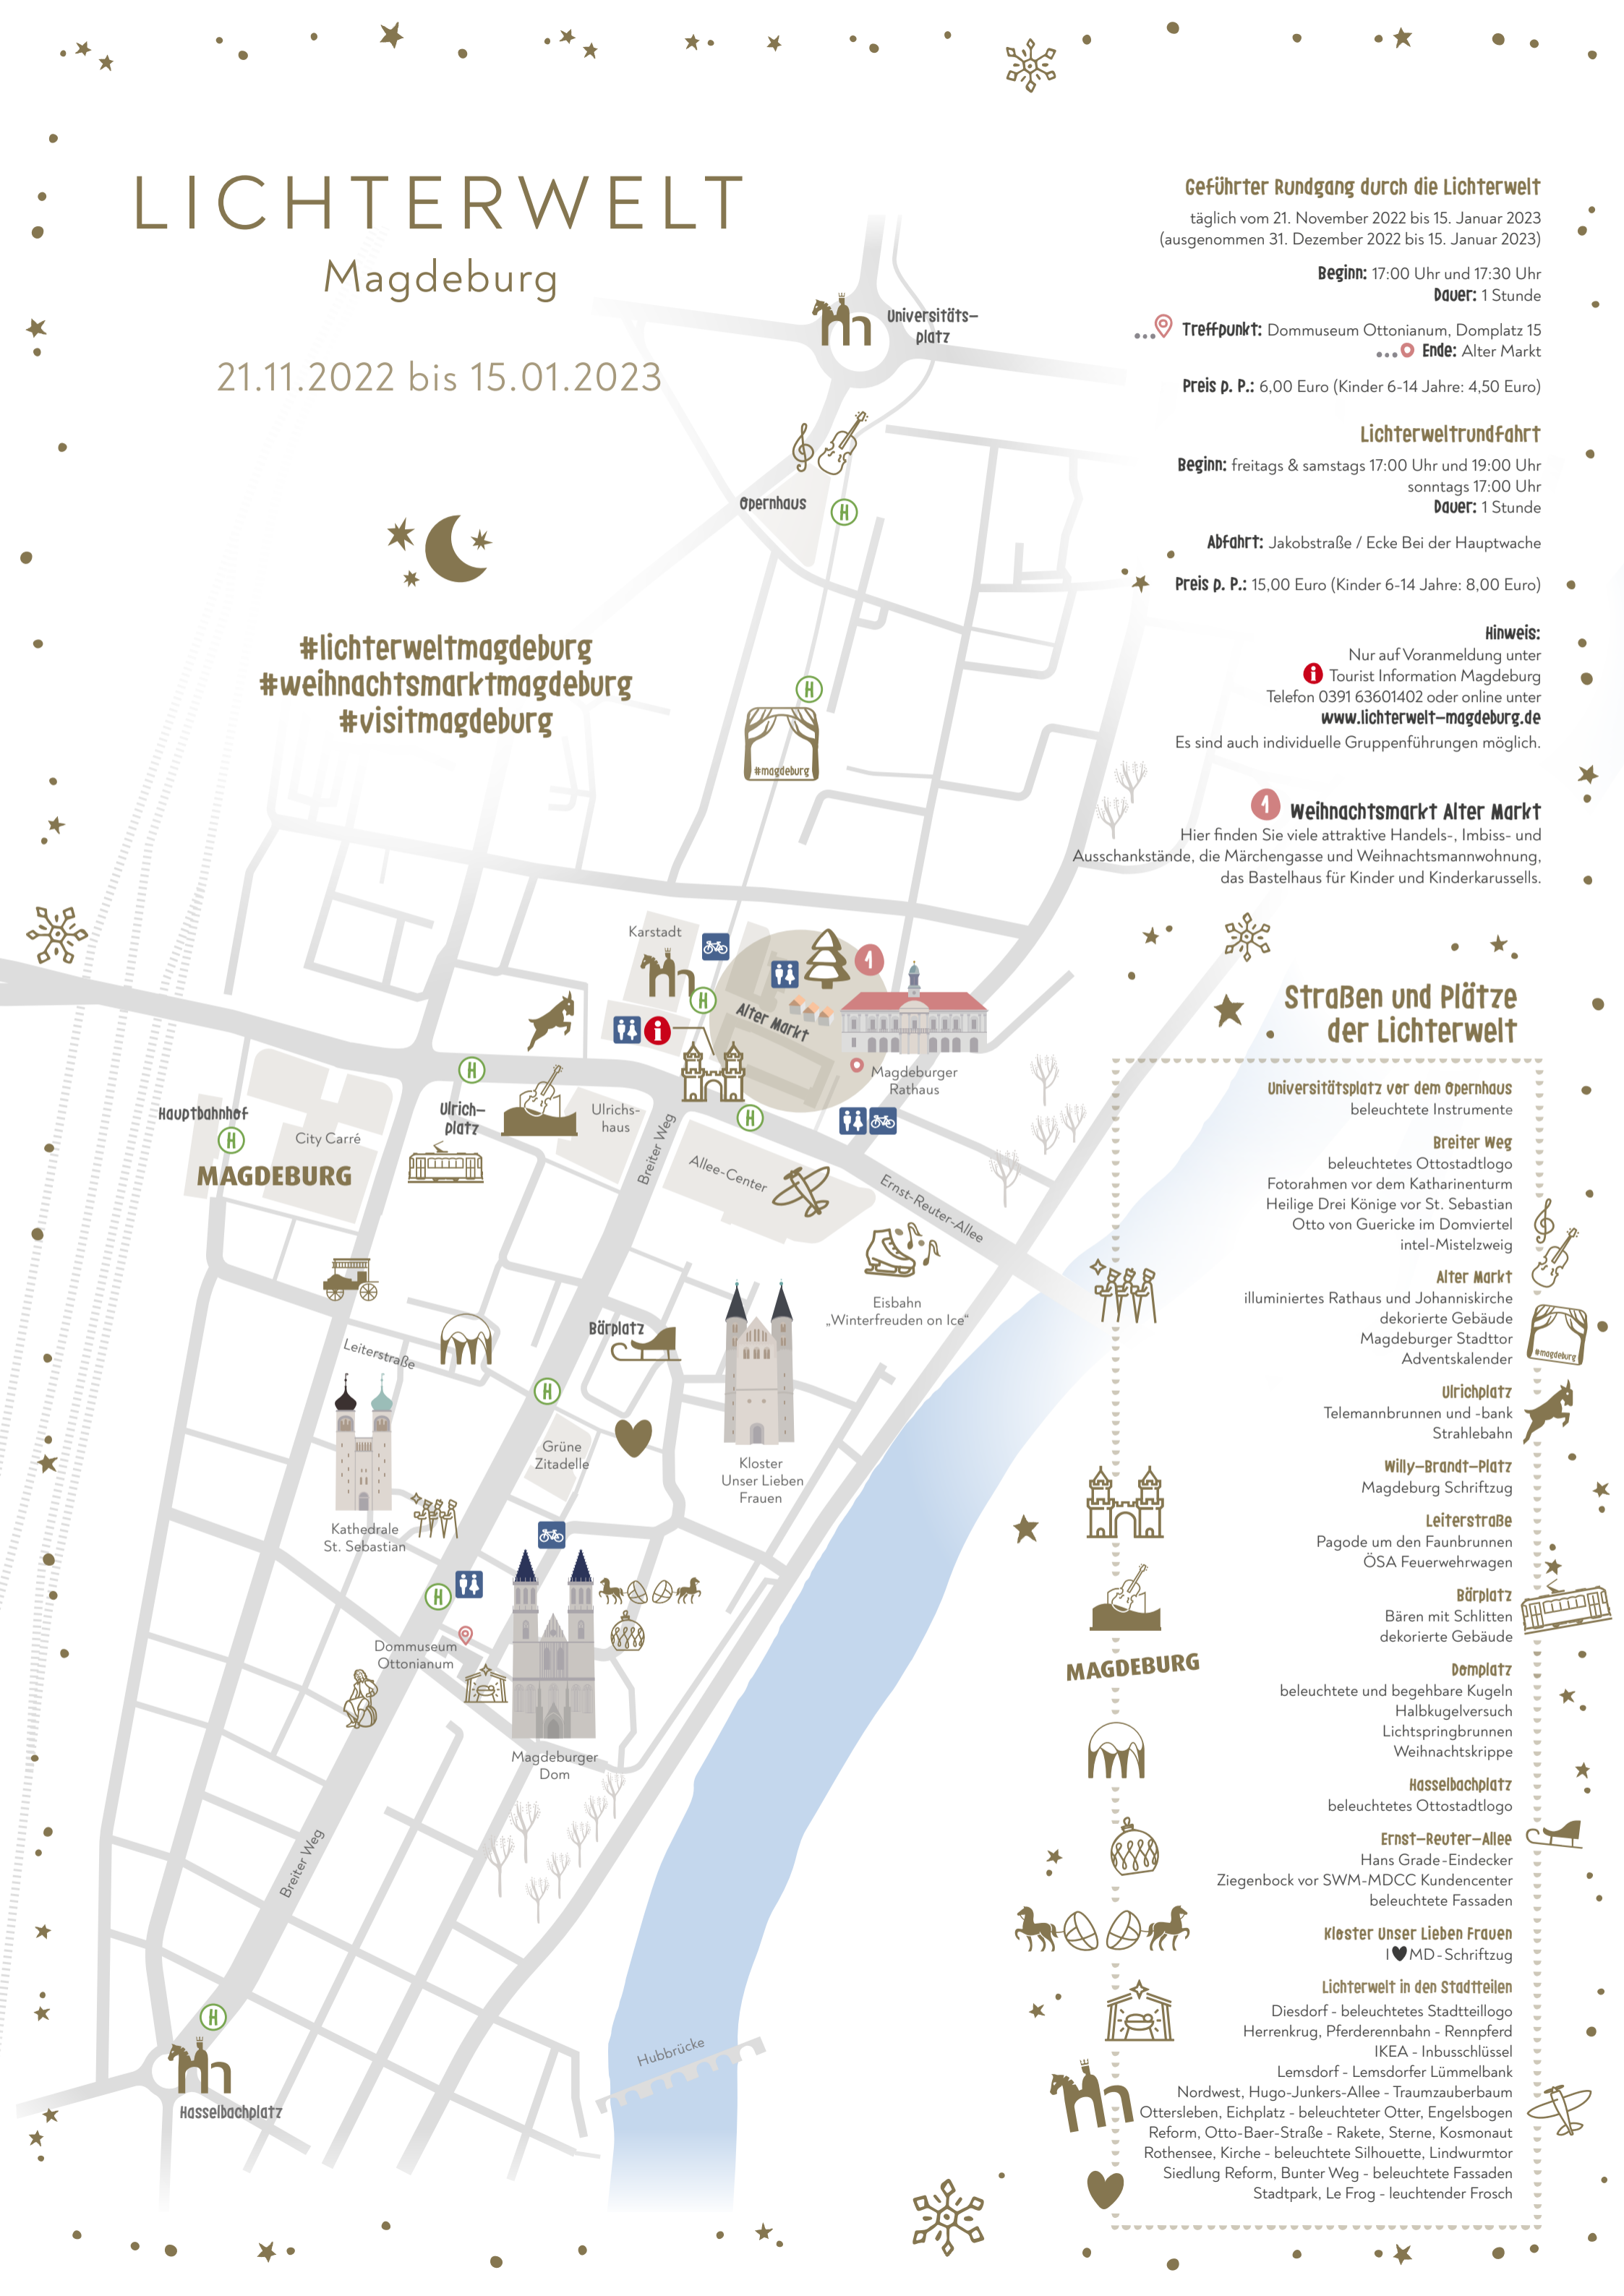 LICHTERWELT
Magdeburg
21.11.2022 bis 15.01.2023
#lichterweltmagdeburg
#weihnachtsmarktmagdeburg
#visitmagdeburg
Geführter Rundgang durch die Lichterwelt
täglich vom 21. November 2022 bis 15. Januar 2023
(ausgenommen 31. Dezember 2022 bis 15. Januar 2023)
Beginn: 17:00 Uhr und 17:30 Uhr
Dauer: 1 Stunde
Treffpunkt: Dommuseum Ottonianum, Domplatz 15
Ende: Alter Markt
Preis p. P.: 6,00 Euro (Kinder 6-14 Jahre: 4,50 Euro)
Lichterweltrundfahrt
Beginn: freitags & samstags 17:00 Uhr und 19:00 Uhr
sonntags 17:00 Uhr
Dauer: 1 Stunde
Abfahrt: Jakobstraße / Ecke Bei der Hauptwache
Preis p. P.: 15,00 Euro (Kinder 6-14 Jahre: 8,00 Euro)
Hinweis:
Nur auf Voranmeldung unter
i Tourist Information Magdeburg
Telefon 0391 63601402 oder online unter
www.lichterwelt-magdeburg.de
Es sind auch individuelle Gruppenführungen möglich.
1 Weihnachtsmarkt Alter Markt
Hier finden Sie viele attraktive Handels-, Imbiss- und
Ausschankstände, die Märchengasse und Weihnachtsmannwohnung,
das Bastelhaus für Kinder und Kinderkarussells.
Universitäts-
platz
Opernhaus
H
H
#magdeburg
Karstadt
1
H
Alter Markt
i
Magdeburger
Rathaus
H
H
Hauptbahnhof
H
City Carré
MAGDEBURG
Ulrich-
platz
Ulrichs-
haus
Breiter Weg
Allee-Center
Ernst-Reuter-Allee
Eisbahn
„Winterfreuden on Ice“
Bärplatz
Leiterstraße
H
Grüne
Zitadelle
Kloster
Unser Lieben
Frauen
Kathedrale
St. Sebastian
H
Dommuseum
Ottonianum
Magdeburger
Dom
Breiter Weg
H
Hasselbachplatz
Hubbrücke
Straßen und Plätze
der Lichterwelt
Universitätsplatz vor dem Opernhaus
beleuchtete Instrumente
Breiter Weg
beleuchtetes Ottostadtlogo
Fotorahmen vor dem Katharinenturm
Heilige Drei Könige vor St. Sebastian
Otto von Guericke im Domviertel
intel-Mistelzweig
Alter Markt
illuminiertes Rathaus und Johanniskirche
dekorierte Gebäude
Magdeburger Stadttor
Adventskalender
#magdeburg
Ulrichplatz
Telemannbrunnen und -bank
Strahlebahn
Willy-Brandt-Platz
Magdeburg Schriftzug
Leiterstraße
Pagode um den Faunbrunnen
ÖSA Feuerwehrwagen
Bärplatz
Bären mit Schlitten
dekorierte Gebäude
MAGDEBURG
Domplatz
beleuchtete und begehbare Kugeln
Halbkugelversuch
Lichtspringbrunnen
Weihnachtskrippe
Hasselbachplatz
beleuchtetes Ottostadtlogo
Ernst-Reuter-Allee
Hans Grade-Eindecker
Ziegenbock vor SWM-MDCC Kundencenter
beleuchtete Fassaden
Kloster Unser Lieben Frauen
I ♥ MD-Schriftzug
Lichterwelt in den Stadtteilen
Diesdorf - beleuchtetes Stadtteillogo
Herrenkrug, Pferderennbahn - Rennpferd
IKEA - Inbusschlüssel
Lemsdorf - Lemsdorfer Lümmelbank
Nordwest, Hugo-Junkers-Allee - Traumzauberbaum
Ottersleben, Eichplatz - beleuchteter Otter, Engelsbogen
Reform, Otto-Baer-Straße - Rakete, Sterne, Kosmonaut
Rothensee, Kirche - beleuchtete Silhouette, Lindwurmtor
Siedlung Reform, Bunter Weg - beleuchtete Fassaden
Stadtpark, Le Frog - leuchtender Frosch